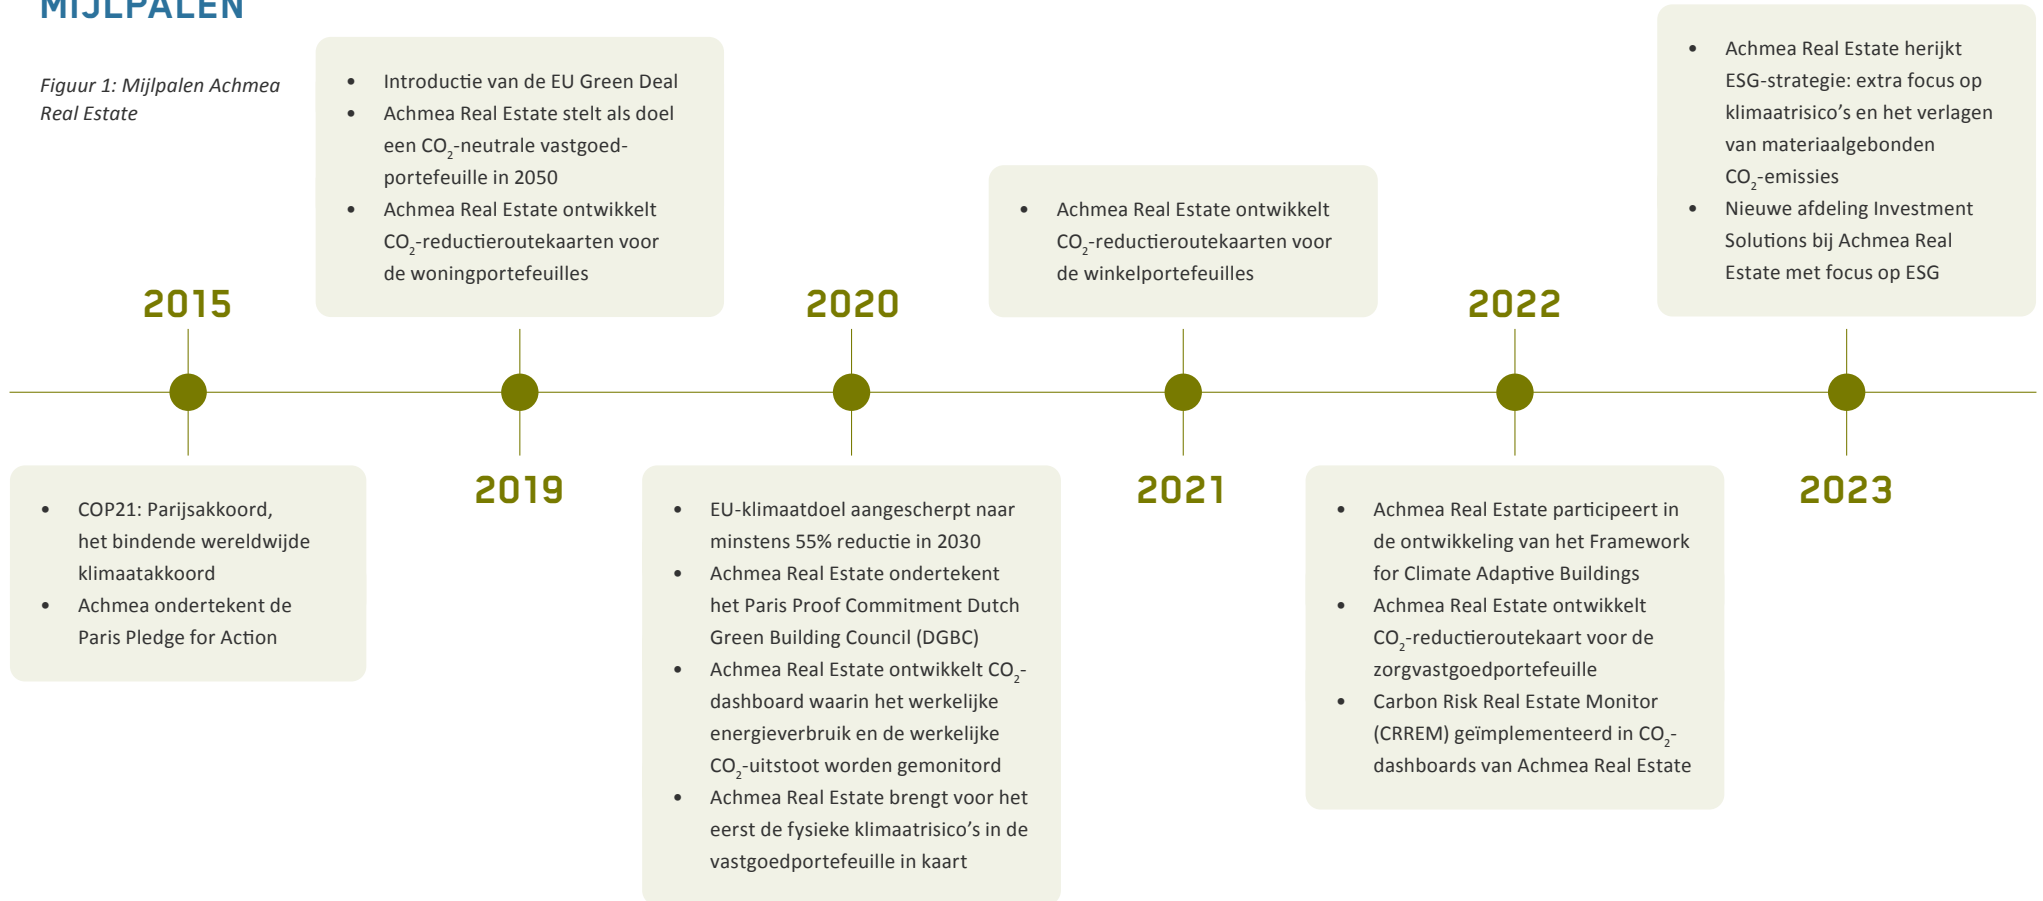 MIJLPALEN
Figuur 1: Mijlpalen Achmea
Real Estate
2015
• COP21: Parijsakkoord,
het bindende wereldwijde
klimaatakkoord
• Achmea ondertekent de
Paris Pledge for Action
• Introductie van de EU Green Deal
• Achmea Real Estate stelt als doel
een CO₂-neutrale vastgoed-
portefeuille in 2050
• Achmea Real Estate ontwikkelt
CO₂-reductieroutekaarten voor
de woningportefeuilles
2019
2020
• EU-klimaatdoel aangescherpt naar
minstens 55% reductie in 2030
• Achmea Real Estate ondertekent
het Paris Proof Commitment Dutch
Green Building Council (DGBC)
• Achmea Real Estate ontwikkelt CO₂-
dashboard waarin het werkelijke
energieverbruik en de werkelijke
CO₂-uitstoot worden gemonitord
• Achmea Real Estate brengt voor het
eerst de fysieke klimaatrisico’s in de
vastgoedportefeuille in kaart
• Achmea Real Estate ontwikkelt
CO₂-reductieroutekaarten voor
de winkelportefeuilles
2021
2022
• Achmea Real Estate participeert in
de ontwikkeling van het Framework
for Climate Adaptive Buildings
• Achmea Real Estate ontwikkelt
CO₂-reductieroutekaart voor de
zorgvastgoedportefeuille
• Carbon Risk Real Estate Monitor
(CRREM) geïmplementeerd in CO₂-
dashboards van Achmea Real Estate
• Achmea Real Estate herijkt
ESG-strategie: extra focus op
klimaatrisico’s en het verlagen
van materiaalgebonden
CO₂-emissies
• Nieuwe afdeling Investment
Solutions bij Achmea Real
Estate met focus op ESG
2023